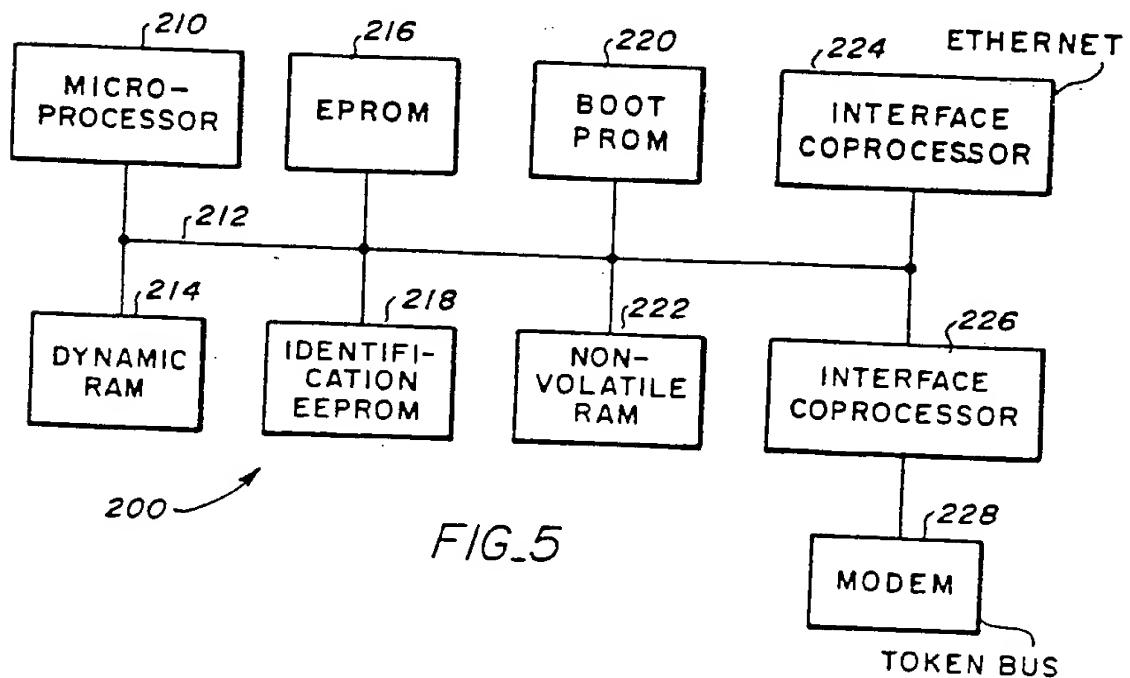 210
MICRO-
PROCESSOR
216
EPROM
220
BOOT
PROM
224
ETHERNET
INTERFACE
COPROCESSOR
212
214
DYNAMIC
RAM
218
IDENTIFI-
CATION
EEPROM
222
NON-
VOLATILE
RAM
226
INTERFACE
COPROCESSOR
200
FIG_5
228
MODEM
TOKEN BUS